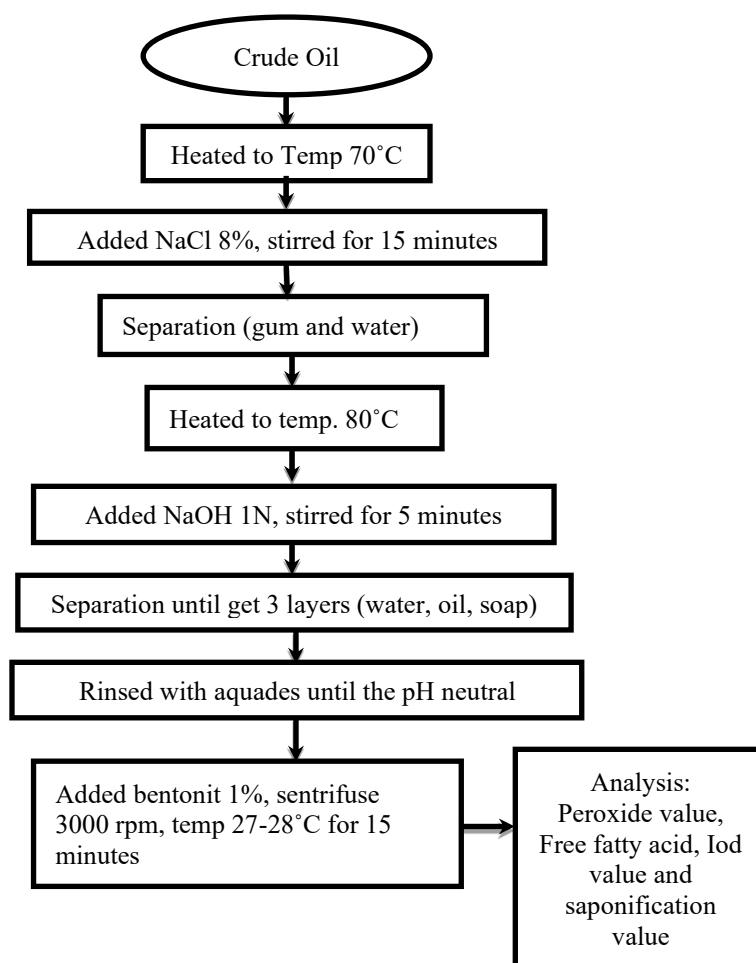 Crude Oil
Heated to Temp 70˚C
Added NaCl 8%, stirred for 15 minutes
Separation (gum and water)
Heated to temp. 80˚C
Added NaOH 1N, stirred for 5 minutes
Separation until get 3 layers (water, oil, soap)
Rinsed with aquades until the pH neutral
Added bentonit 1%, sentrifuse
3000 rpm, temp 27-28˚C for 15
minutes
Analysis:
Peroxide value,
Free fatty acid, Iod
value and
saponification
value